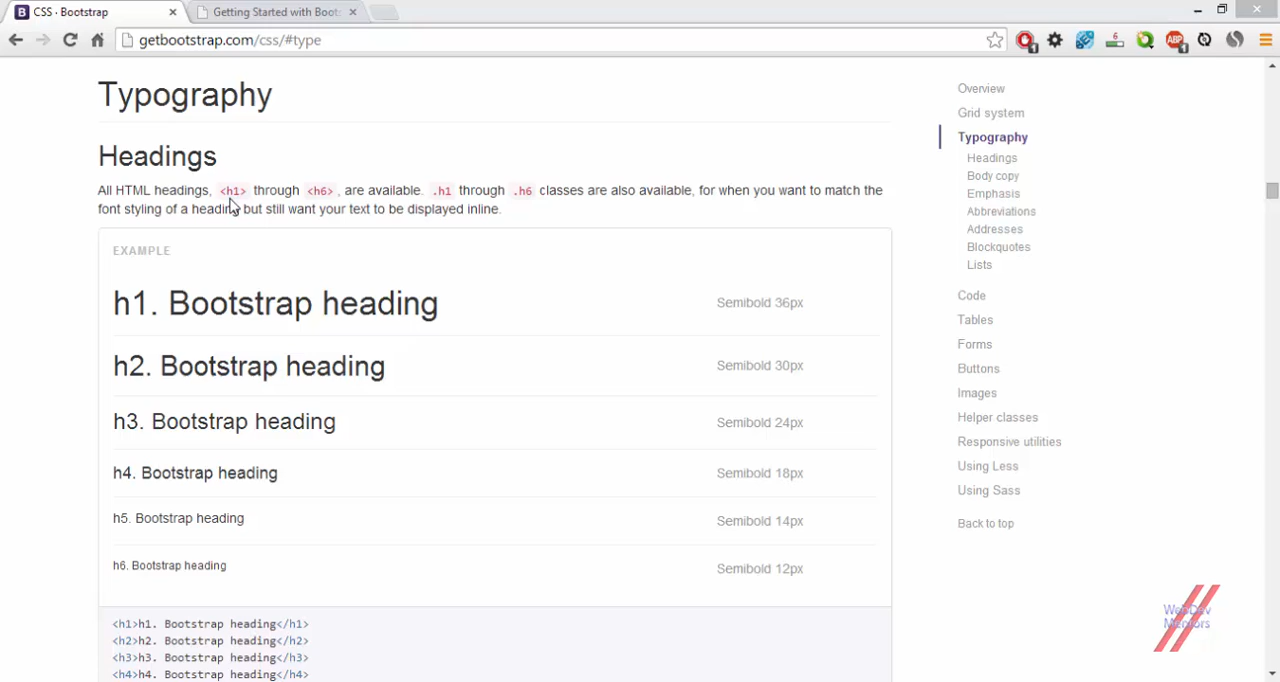 CSS · Bootstrap
Getting Started with Boots
getbootstrap.com/css/#type
Typography
Headings
All HTML headings, <h1> through <h6>, are available. .h1 through .h6 classes are also available, for when you want to match the
font styling of a heading but still want your text to be displayed inline.
EXAMPLE
h1. Bootstrap heading Semibold 36px
h2. Bootstrap heading Semibold 30px
h3. Bootstrap heading Semibold 24px
h4. Bootstrap heading Semibold 18px
h5. Bootstrap heading Semibold 14px
h6. Bootstrap heading Semibold 12px
<h1>h1. Bootstrap heading</h1>
<h2>h2. Bootstrap heading</h2>
<h3>h3. Bootstrap heading</h3>
<h4>h4. Bootstrap heading</h4>
Overview
Grid system
Typography
Headings
Body copy
Emphasis
Abbreviations
Addresses
Blockquotes
Lists
Code
Tables
Forms
Buttons
Images
Helper classes
Responsive utilities
Using Less
Using Sass
Back to top
WebDev
Mentors